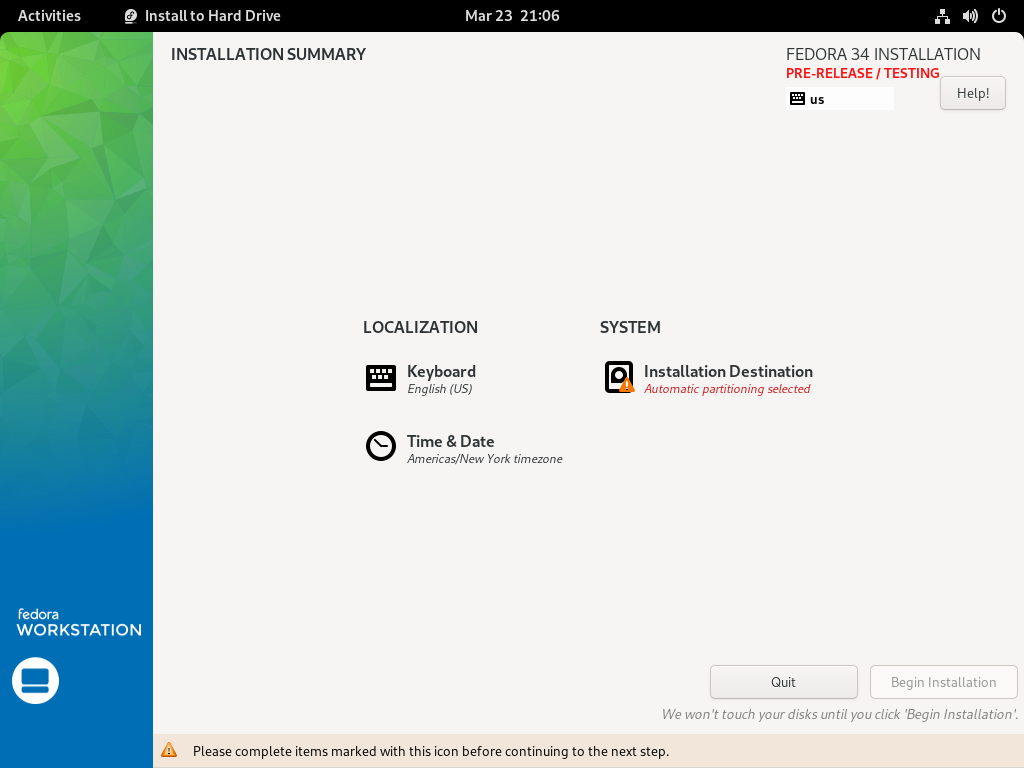 Activities Install to Hard Drive Mar 23 21:06
INSTALLATION SUMMARY
FEDORA 34 INSTALLATION
PRE-RELEASE / TESTING
us
Help!
LOCALIZATION
Keyboard
English (US)
Time & Date
Americas/New York timezone
SYSTEM
Installation Destination
Automatic partitioning selected
fedora
WORKSTATION
Quit
Begin Installation
We won't touch your disks until you click 'Begin Installation'.
Please complete items marked with this icon before continuing to the next step.